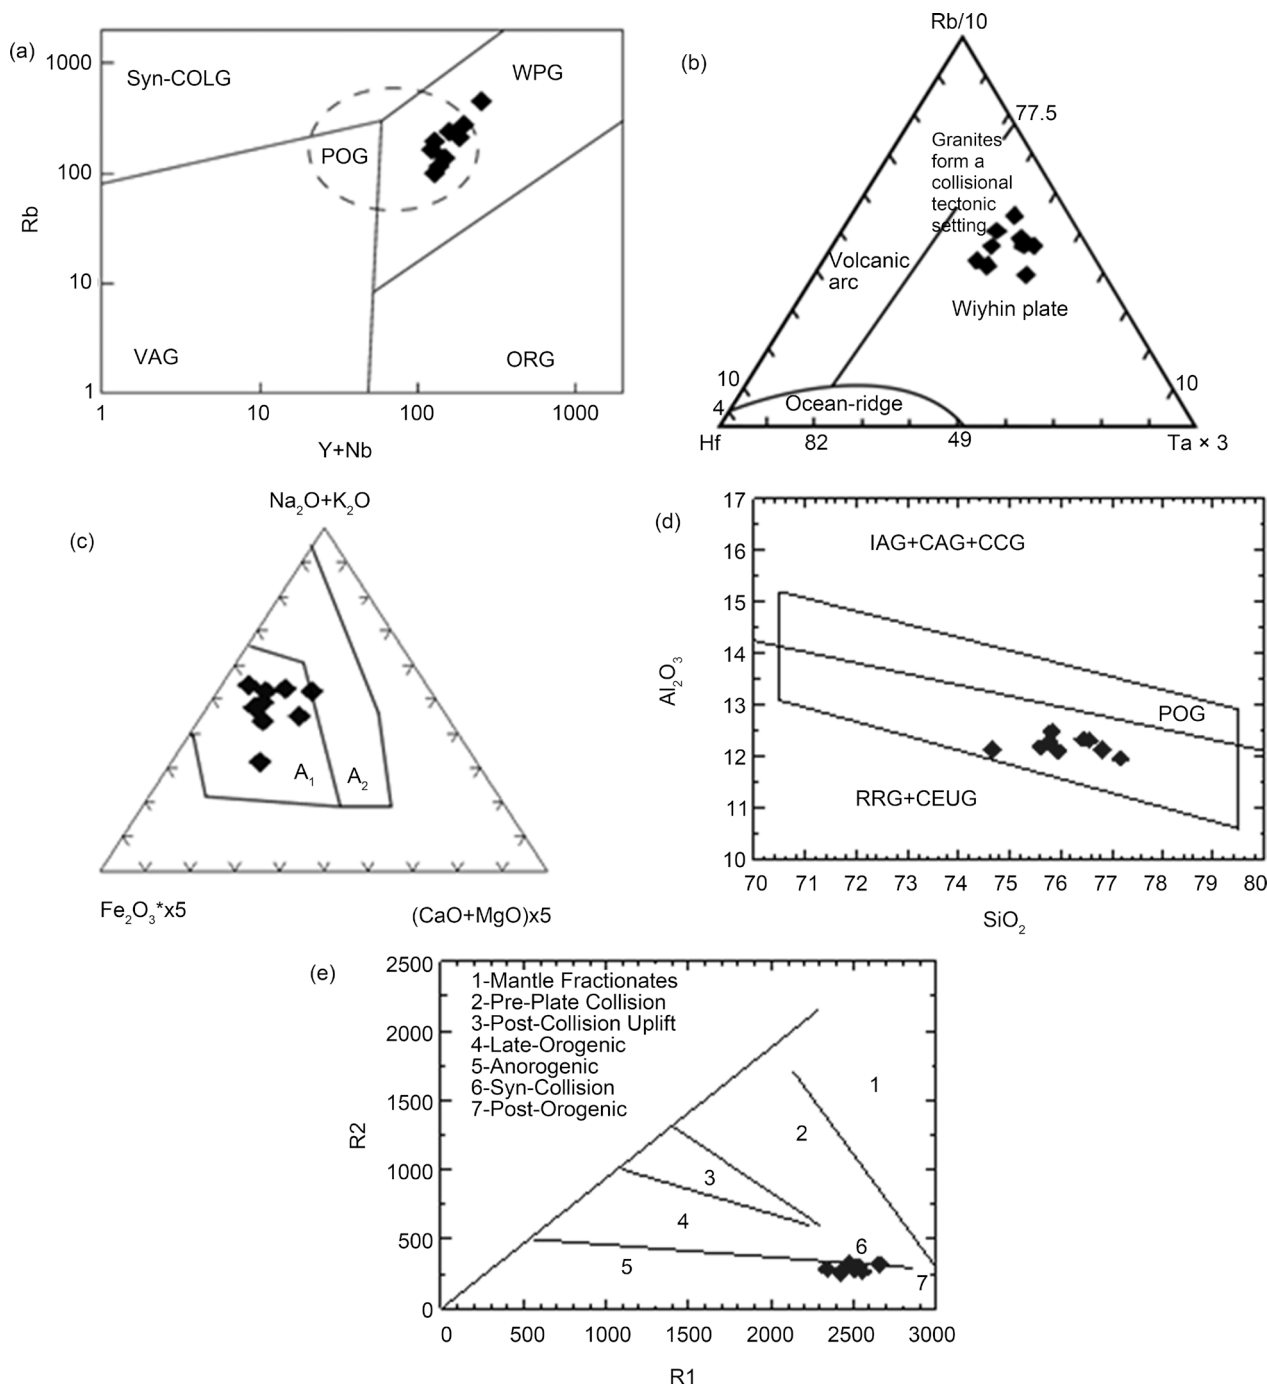 (a)
1000
100
10
1
Rb
Syn-COLG
WPG
POG
VAG
ORG
1
10
100
1000
Y+Nb
(b)
Rb/10
77.5
Granites
form a
collisional
tectonic
setting
Volcanic
arc
Wiyhin plate
10
4
10
Ocean-ridge
Hf
82
49
Ta × 3
(c)
Na₂O+K₂O
A₁
A₂
Fe₂O₃*x5
(CaO+MgO)x5
(d)
17
16
15
14
13
12
11
10
Al₂O₃
IAG+CAG+CCG
POG
RRG+CEUG
70
71
72
73
74
75
76
77
78
79
80
SiO₂
(e)
2500
2000
1500
1000
500
0
R2
1-Mantle Fractionates
2-Pre-Plate Collision
3-Post-Collision Uplift
4-Late-Orogenic
5-Anorogenic
6-Syn-Collision
7-Post-Orogenic
1
2
3
4
5
6
7
0
500
1000
1500
2000
2500
3000
R1